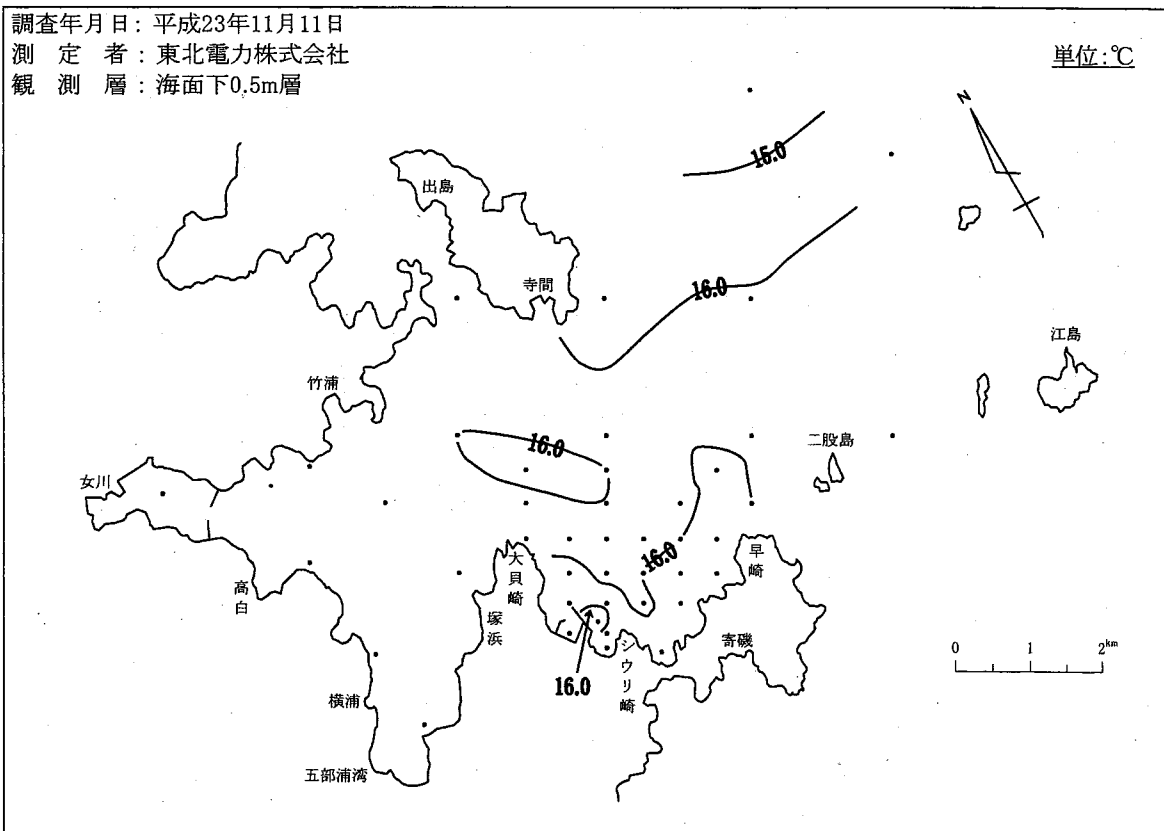 調査年月日：平成23年11月11日
測定者：東北電力株式会社
観測層：海面下0.5m層
単位：℃
N
15.0
出島
寺間
16.0
江島
竹浦
16.0
二股島
女川
16.0
早崎
大貝崎
高白
塚浜
シウリ崎
寄磯
0 1 2km
16.0
横浦
五部浦湾